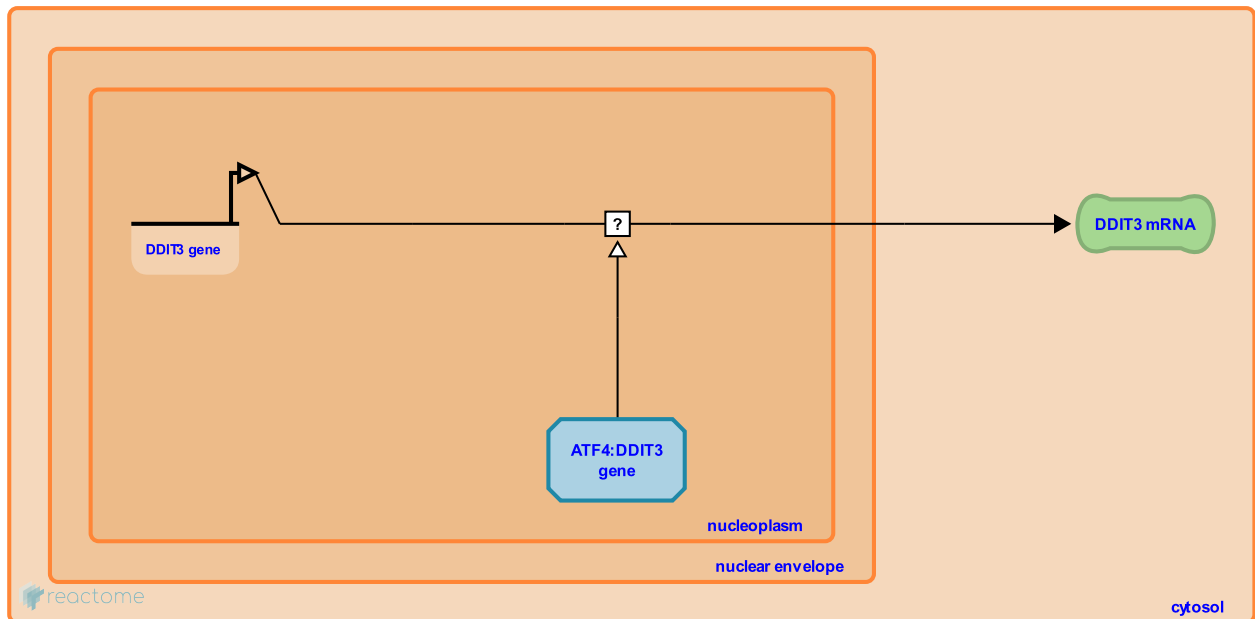 ?
DDIT3 mRNA
DDIT3 gene
ATF4:DDIT3
gene
nucleoplasm
nuclear envelope
reactome
cytosol